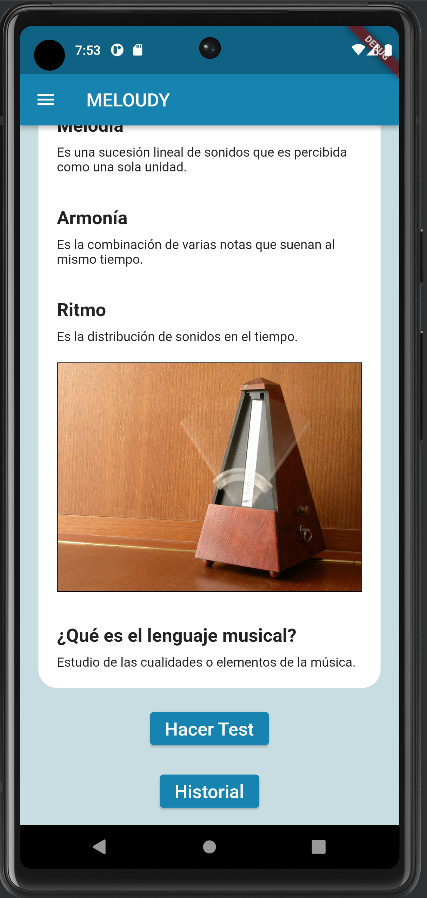 7:53
DEBUG
MELOUDY
Melodía
Es una sucesión lineal de sonidos que es percibida
como una sola unidad.
Armonía
Es la combinación de varias notas que suenan al
mismo tiempo.
Ritmo
Es la distribución de sonidos en el tiempo.
¿Qué es el lenguaje musical?
Estudio de las cualidades o elementos de la música.
Hacer Test
Historial